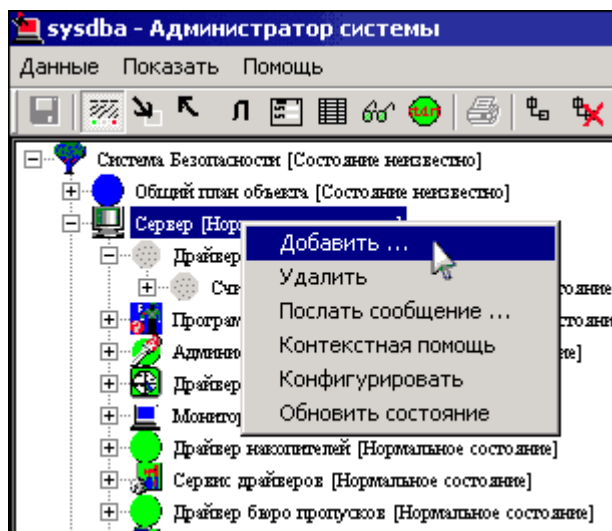 sysdba - Администратор системы
Данные Показать Помощь
Система Безопасности [Состояние неизвестно]
Общий план объекта [Состояние неизвестно]
Сервер
Добавить ...
Удалить
Послать сообщение ...
Контекстная помощь
Конфигурировать
Обновить состояние
Драйвер накопителей [Нормальное состояние]
Сервис драйверов [Нормальное состояние]
Драйвер бюро пропусков [Нормальное состояние]